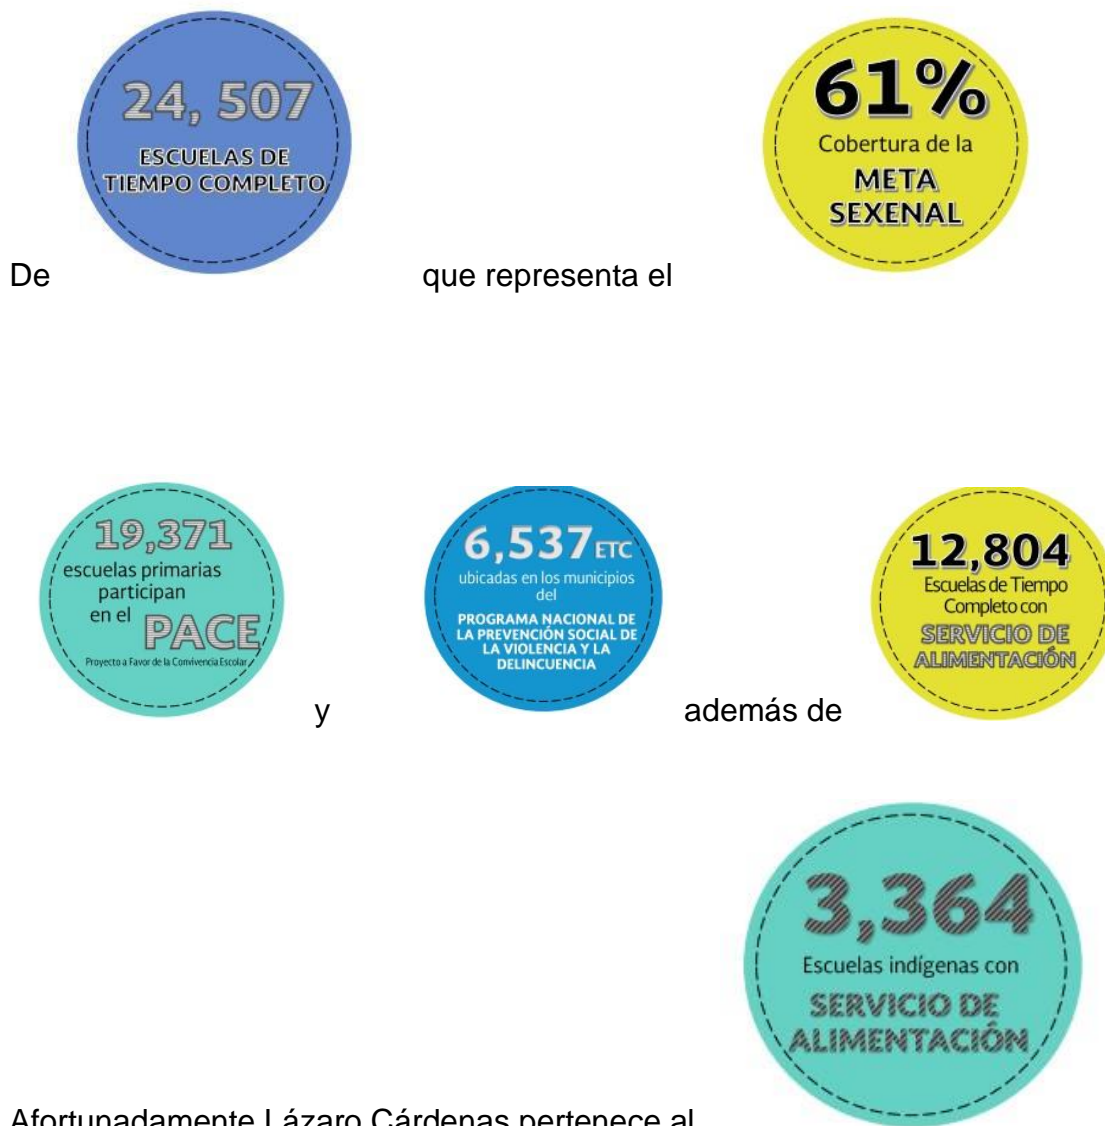 24, 507
ESCUELAS DE
TIEMPO COMPLETO
De
que representa el
61%
Cobertura de la
META
SEXENAL
19,371
escuelas primarias
participan
en el PACE
Proyecto a Favor de la Convivencia Escolar
y
6,537 ETC
ubicadas en los municipios
del
PROGRAMA NACIONAL DE
LA PREVENCIÓN SOCIAL DE
LA VIOLENCIA Y LA
DELINCUENCIA
además de
12,804
Escuelas de Tiempo
Completo con
SERVICIO DE
ALIMENTACIÓN
3,364
Escuelas indígenas con
SERVICIO DE
ALIMENTACIÓN
Afortunadamente Lázaro Cárdenas pertenece al